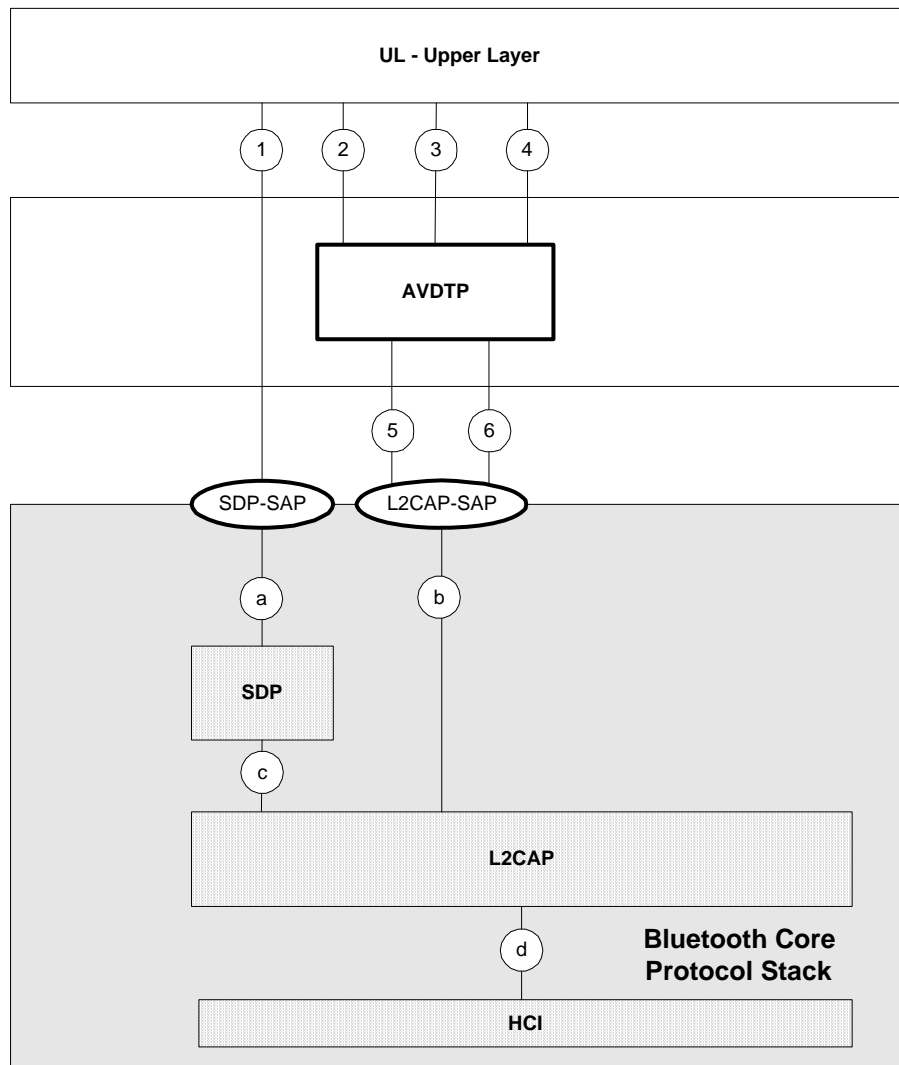 UL - Upper Layer
1
2
3
4
AVDTP
5
6
SDP-SAP
L2CAP-SAP
a
b
SDP
c
L2CAP
d
Bluetooth Core
Protocol Stack
HCI